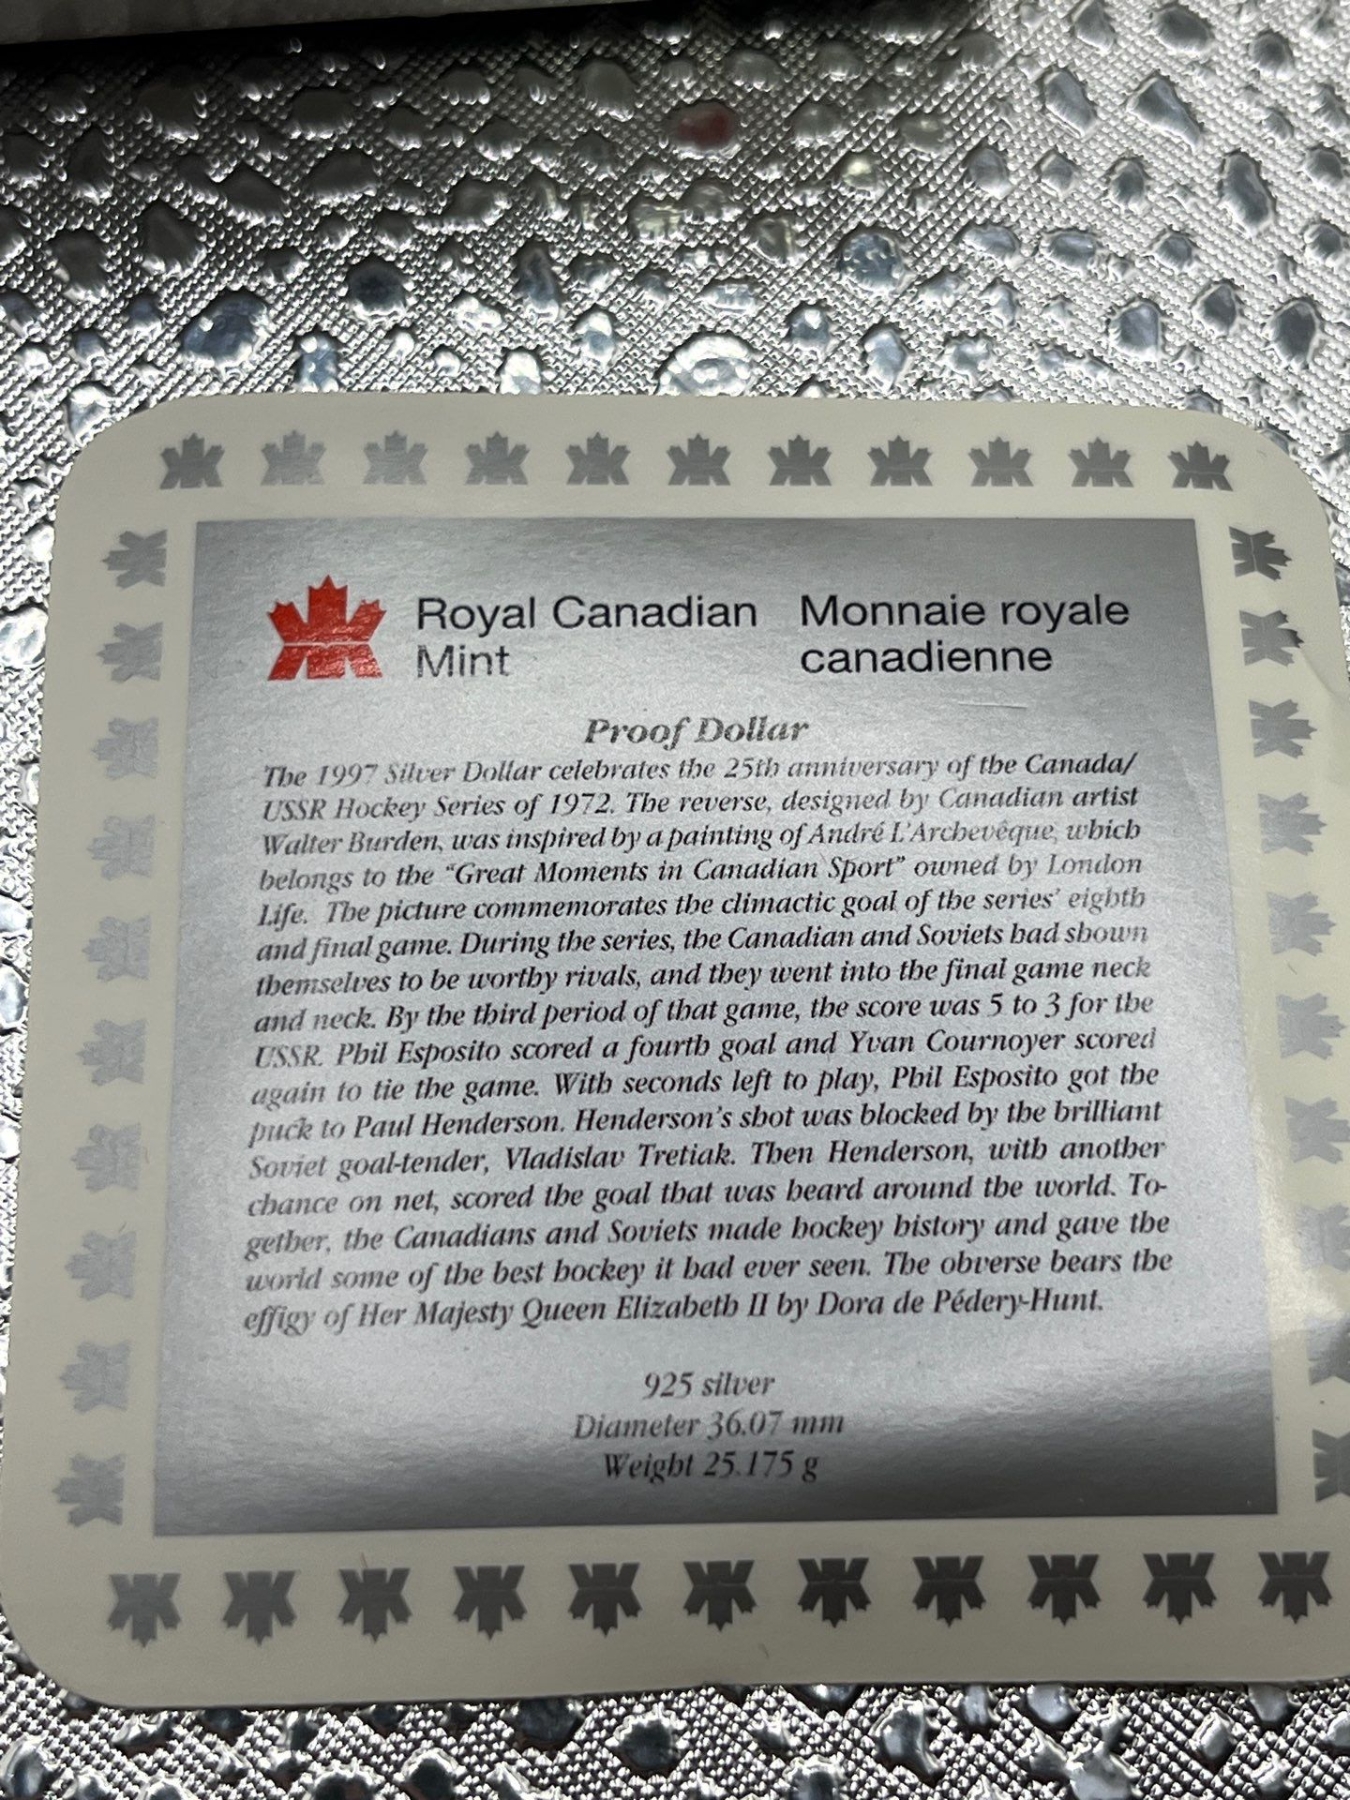 Royal Canadian Mint
Monnaie royale canadienne
Proof Dollar
The 1997 Silver Dollar celebrates the 25th anniversary of the Canada/
USSR Hockey Series of 1972. The reverse, designed by Canadian artist
Walter Burden, was inspired by a painting of André L'Archevêque, which
belongs to the "Great Moments in Canadian Sport" owned by London
Life. The picture commemorates the climactic goal of the series' eighth
and final game. During the series, the Canadian and Soviets had shown
themselves to be worthy rivals, and they went into the final game neck
and neck. By the third period of that game, the score was 5 to 3 for the
USSR. Phil Esposito scored a fourth goal and Yvan Cournoyer scored
again to tie the game. With seconds left to play, Phil Esposito got the
puck to Paul Henderson. Henderson's shot was blocked by the brilliant
Soviet goal-tender, Vladislav Tretiak. Then Henderson, with another
chance on net, scored the goal that was heard around the world. To-
gether, the Canadians and Soviets made hockey history and gave the
world some of the best hockey it had ever seen. The obverse bears the
effigy of Her Majesty Queen Elizabeth II by Dora de Pédery-Hunt.
925 silver
Diameter 36.07 mm
Weight 25.175 g